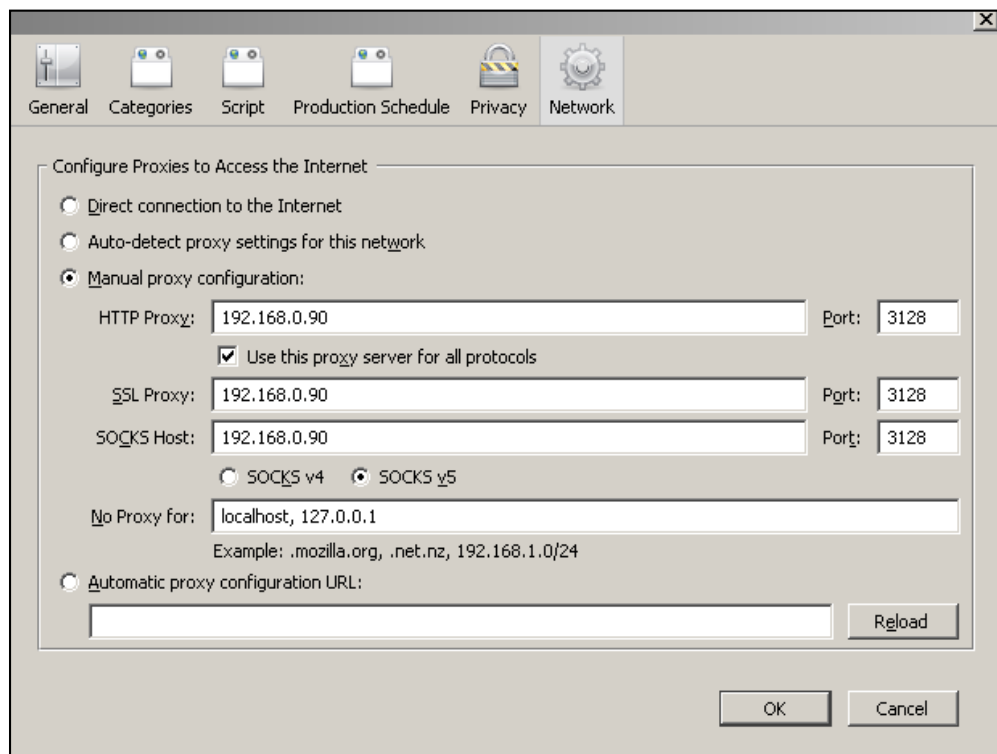 General Categories Script Production Schedule Privacy Network
Configure Proxies to Access the Internet
Direct connection to the Internet
Auto-detect proxy settings for this network
Manual proxy configuration:
HTTP Proxy: 192.168.0.90 Port: 3128
Use this proxy server for all protocols
SSL Proxy: 192.168.0.90 Port: 3128
SOCKS Host: 192.168.0.90 Port: 3128
SOCKS v4 SOCKS v5
No Proxy for: localhost, 127.0.0.1
Example: .mozilla.org, .net.nz, 192.168.1.0/24
Automatic proxy configuration URL:
Reload
OK Cancel